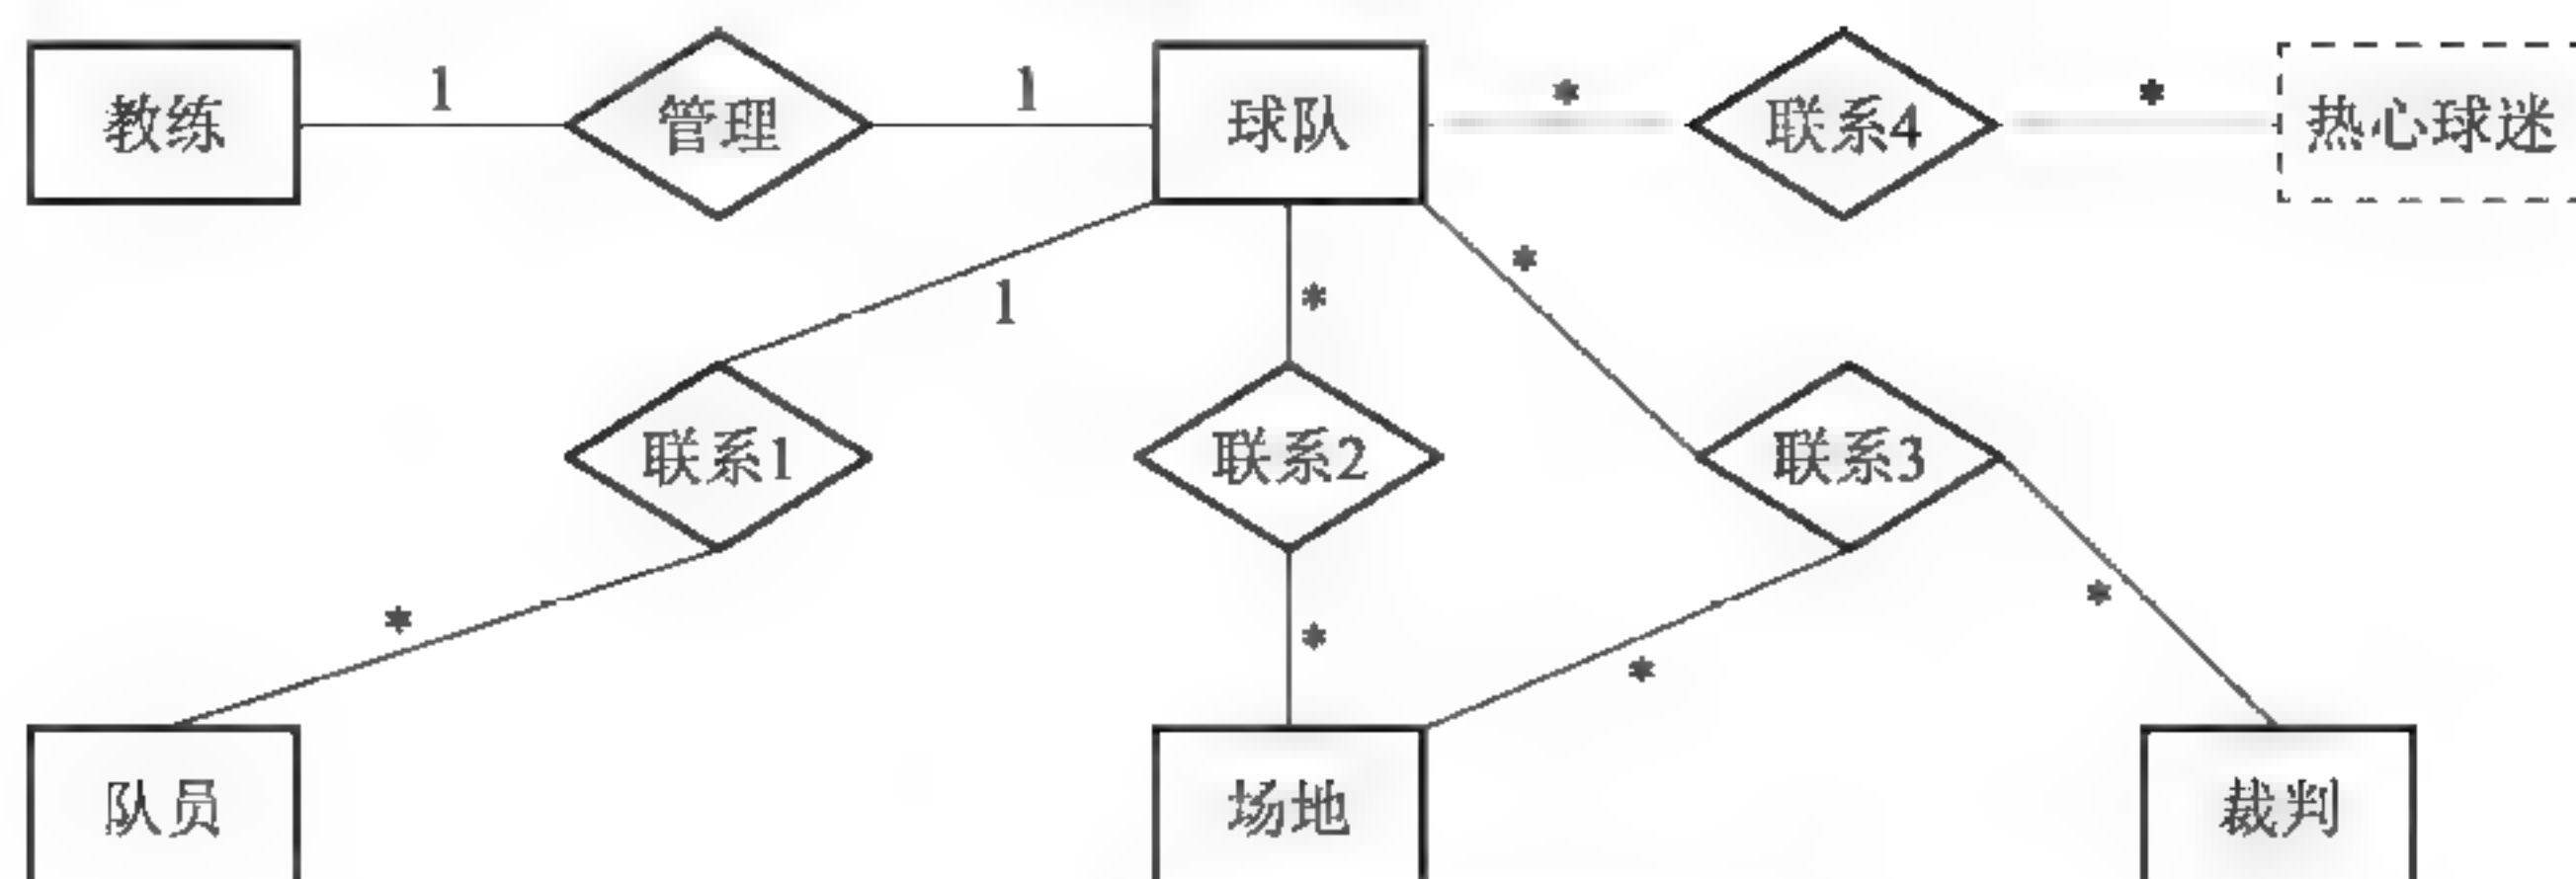 教练 1 管理 1 球队 * 联系4 * 热心球迷
1 * *
联系1 联系2 联系3
* * * *
队员 场地 裁判